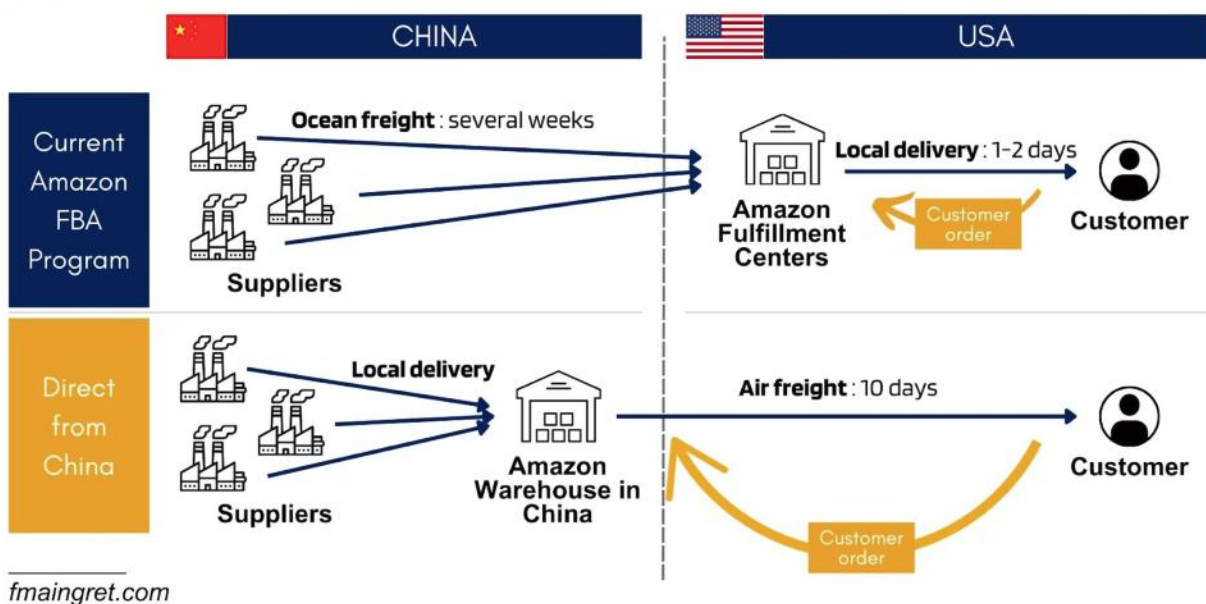 CHINA
USA
Current
Amazon
FBA
Program
Ocean freight : several weeks
Suppliers
Amazon
Fulfillment
Centers
Local delivery : 1-2 days
Customer
order
Customer
Direct
from
China
Local delivery
Suppliers
Amazon
Warehouse in
China
Air freight : 10 days
Customer
Customer
order
fmaingret.com